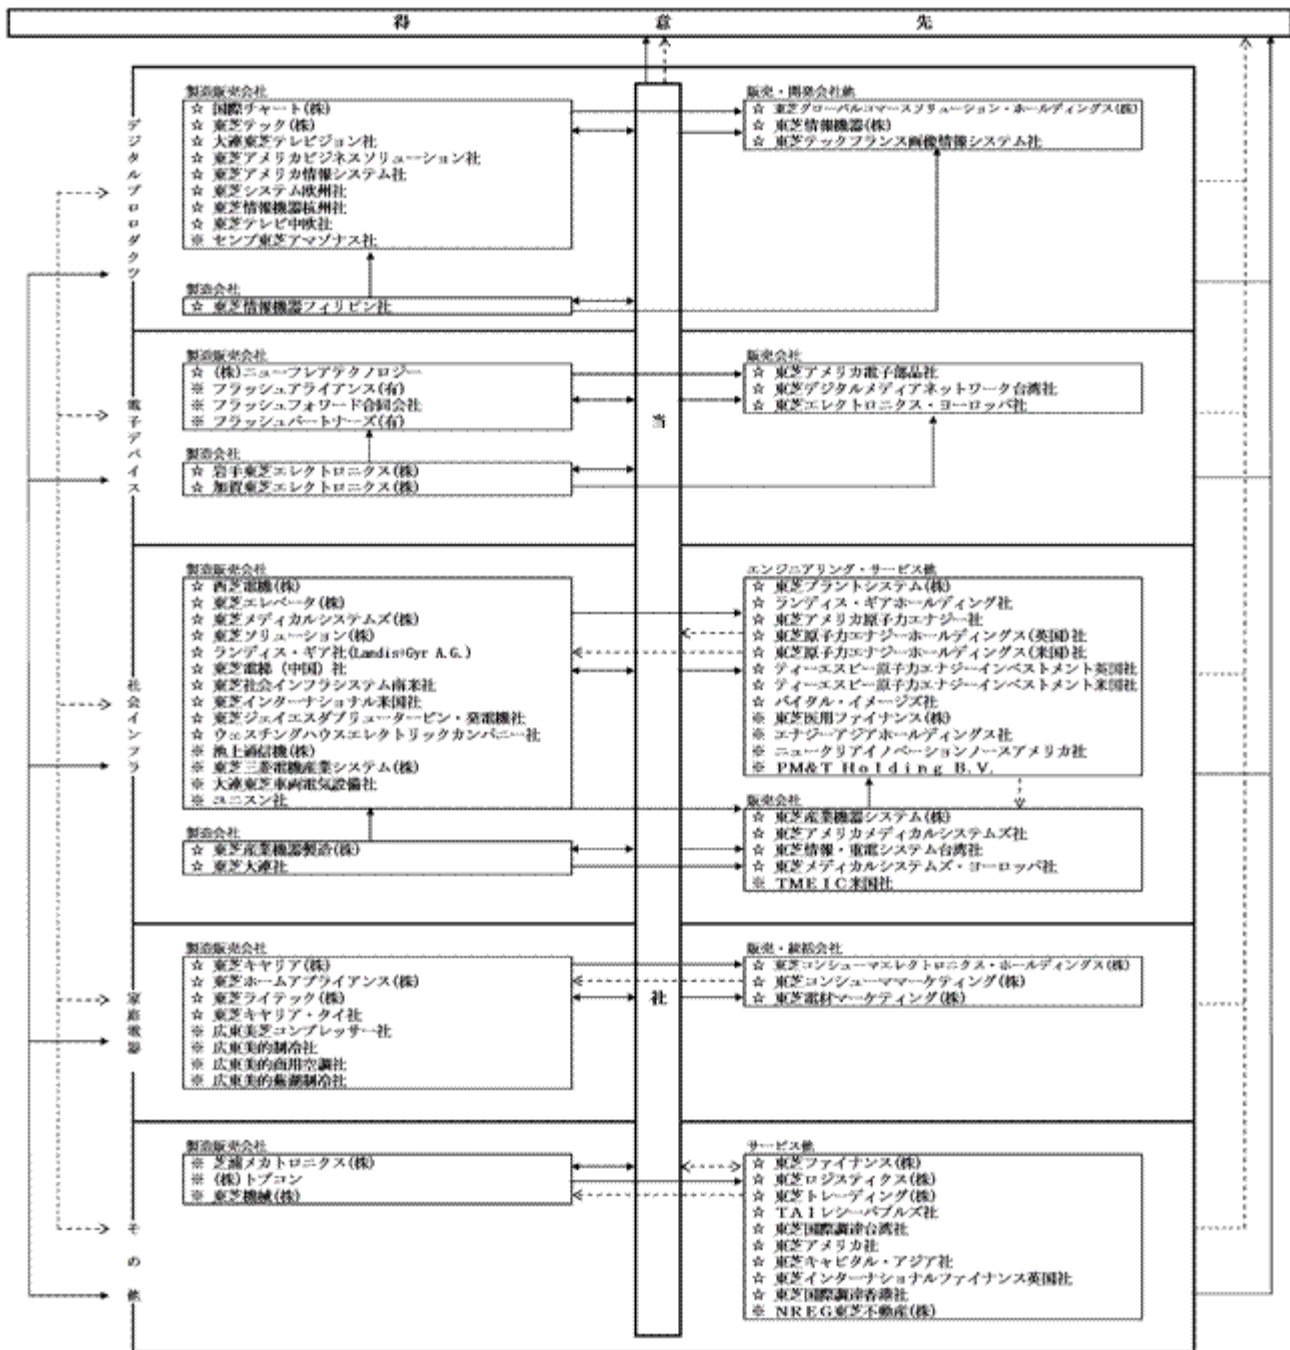 得意先
デジタルプロダクツ
製造販売会社
☆ 国際チャート(株)
☆ 東芝テック(株)
☆ 大連東芝テレビジョン社
☆ 東芝アメリカビジネスソリューション社
☆ 東芝アメリカ情報システム社
☆ 東芝システム欧州社
☆ 東芝情報機器杭州社
☆ 東芝テレビ中欧社
※ センプ東芝アマゾナス社
製造会社
☆ 東芝情報機器フィリピン社
販売・開発会社他
☆ 東芝グローバルコマースソリューション・ホールディングス(株)
☆ 東芝情報機器(株)
☆ 東芝テックフランス画像情報システム社
当社
電子デバイス
製造販売会社
☆ (株)ニューフレアテクノロジー
※ フラッシュアライアンス(有)
※ フラッシュフォワード合同会社
※ フラッシュパートナーズ(有)
製造会社
☆ 岩手東芝エレクトロニクス(株)
☆ 加賀東芝エレクトロニクス(株)
販売会社
☆ 東芝アメリカ電子部品社
☆ 東芝デジタルメディアネットワーク台湾社
☆ 東芝エレクトロニクス・ヨーロッパ社
社会インフラ
製造販売会社
☆ 西芝電機(株)
☆ 東芝エレベータ(株)
☆ 東芝メディカルシステムズ(株)
☆ 東芝ソリューション(株)
☆ ランディス・ギア社(Landis+Gyr A.G.)
☆ 東芝電梯（中国）社
☆ 東芝社会インフラシステム南米社
☆ 東芝インターナショナル米国社
☆ 東芝ジェイエスダブリュータービン・発電機社
☆ ウェスチングハウスエレクトリックカンパニー社
※ 池上通信機(株)
※ 東芝三菱電機産業システム(株)
※ 大連東芝車両電気設備社
※ ユニスン社
製造会社
☆ 東芝産業機器製造(株)
☆ 東芝大連社
エンジニアリング・サービス他
☆ 東芝プラントシステム(株)
☆ ランディス・ギアホールディング社
☆ 東芝アメリカ原子力エナジー社
☆ 東芝原子力エナジーホールディングス(英国)社
☆ 東芝原子力エナジーホールディングス(米国)社
☆ ティーエスビー原子力エナジーインベストメント英国社
☆ ティーエスビー原子力エナジーインベストメント米国社
☆ バイタル・イメージズ社
※ 東芝医用ファイナンス(株)
※ エナジーアジアホールディングス社
※ ニュークリアイノベーションノースアメリカ社
※ PM&T Holding B.V.
販売会社
☆ 東芝産業機器システム(株)
☆ 東芝アメリカメディカルシステムズ社
☆ 東芝情報・重電システム台湾社
☆ 東芝メディカルシステムズ・ヨーロッパ社
※ TMEIC米国社
家庭電器
製造販売会社
☆ 東芝キヤリア(株)
☆ 東芝ホームアプライアンス(株)
☆ 東芝ライテック(株)
☆ 東芝キヤリア・タイ社
※ 広東美芝コンプレッサー社
※ 広東美的制冷社
※ 広東美的商用空調社
※ 広東美的蕪湖制冷社
販売・統括会社
☆ 東芝コンシューマエレクトロニクス・ホールディングス(株)
☆ 東芝コンシューママーケティング(株)
☆ 東芝電材マーケティング(株)
その他
製造販売会社
※ 芝浦メカトロニクス(株)
※ (株)トプコン
※ 東芝機械(株)
サービス他
☆ 東芝ファイナンス(株)
☆ 東芝ロジスティクス(株)
☆ 東芝トレーディング(株)
☆ TAIレシーバブルズ社
☆ 東芝国際調達台湾社
☆ 東芝アメリカ社
☆ 東芝キャピタル・アジア社
☆ 東芝インターナショナルファイナンス英国社
☆ 東芝国際調達香港社
※ NREG東芝不動産(株)